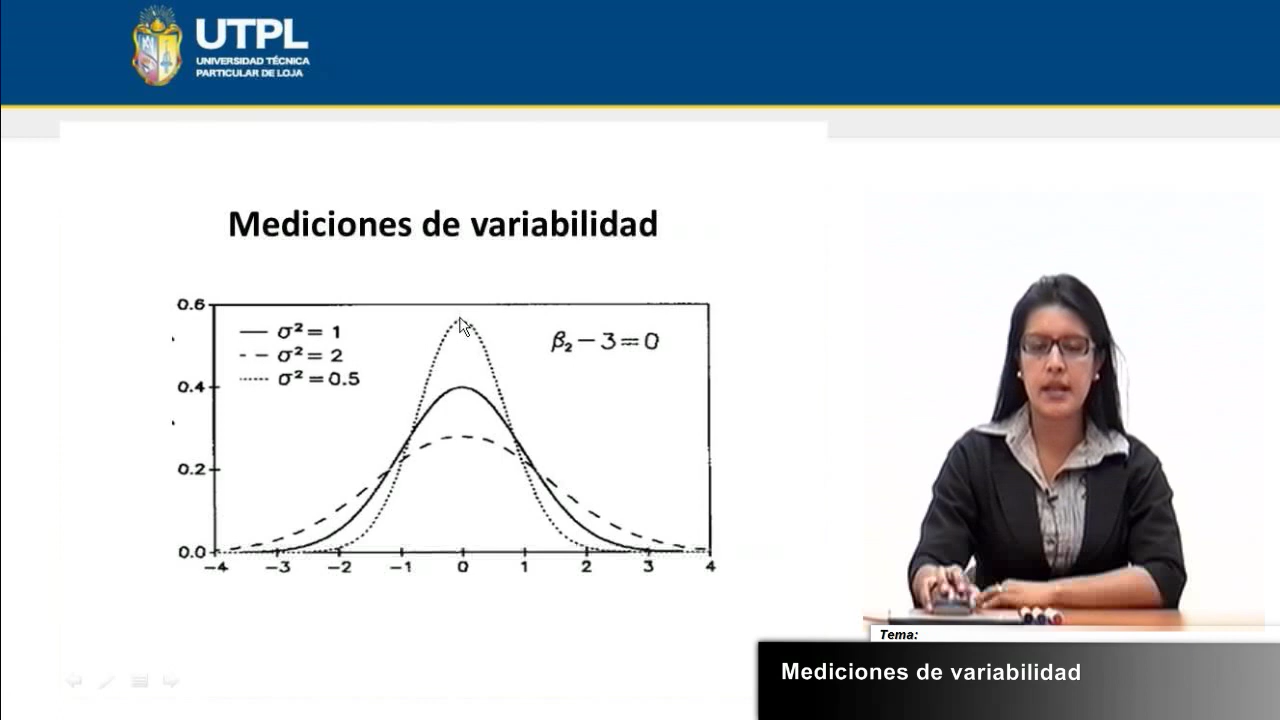 UTPL
UNIVERSIDAD TÉCNICA
PARTICULAR DE LOJA
Mediciones de variabilidad
0.6
0.4
0.2
0.0
σ² = 1
σ² = 2
σ² = 0.5
β₂ − 3 = 0
−4 −3 −2 −1 0 1 2 3 4
Tema:
Mediciones de variabilidad